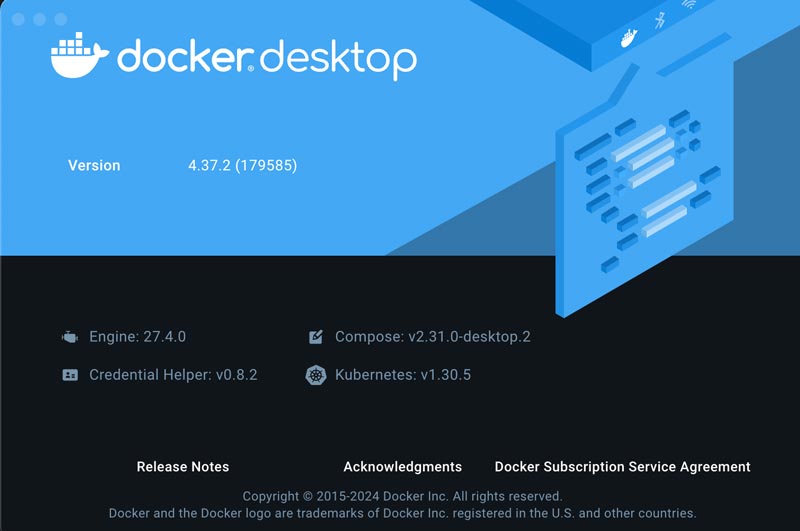 docker® desktop
Version 4.37.2 (179585)
Engine: 27.4.0 Compose: v2.31.0-desktop.2
Credential Helper: v0.8.2 Kubernetes: v1.30.5
Release Notes Acknowledgments Docker Subscription Service Agreement
Copyright © 2015-2024 Docker Inc. All rights reserved.
Docker and the Docker logo are trademarks of Docker Inc. registered in the U.S. and other countries.